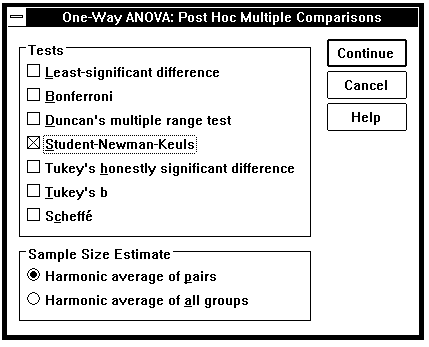 One-Way ANOVA: Post Hoc Multiple Comparisons
Tests
Least-significant difference
Bonferroni
Duncan's multiple range test
Student-Newman-Keuls
Tukey's honestly significant difference
Tukey's b
Scheffé
Continue
Cancel
Help
Sample Size Estimate
Harmonic average of pairs
Harmonic average of all groups